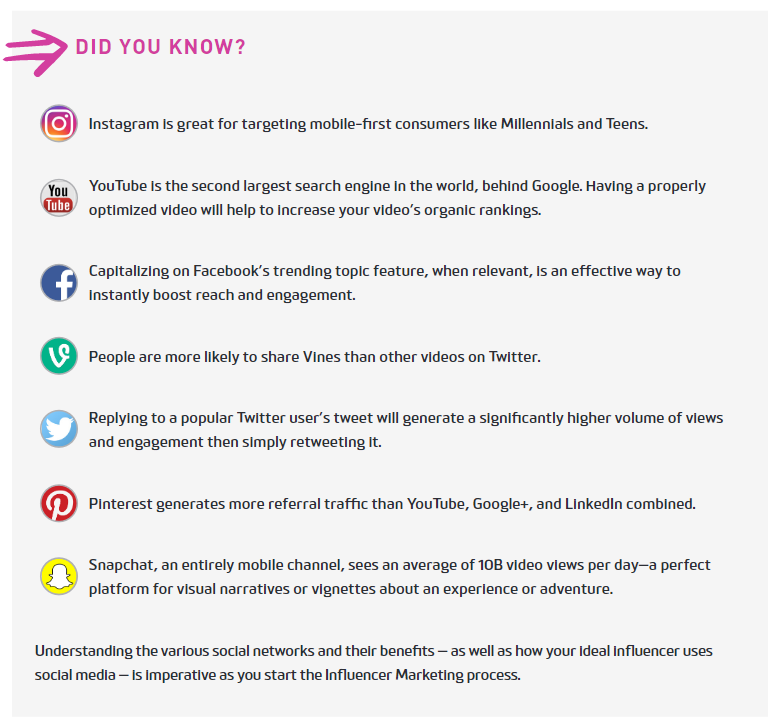 DID YOU KNOW?
Instagram is great for targeting mobile-first consumers like Millennials and Teens.
You
Tube
YouTube is the second largest search engine in the world, behind Google. Having a properly
optimized video will help to increase your video's organic rankings.
Capitalizing on Facebook's trending topic feature, when relevant, is an effective way to
instantly boost reach and engagement.
People are more likely to share Vines than other videos on Twitter.
Replying to a popular Twitter user's tweet will generate a significantly higher volume of views
and engagement then simply retweeting it.
Pinterest generates more referral traffic than YouTube, Google+, and LinkedIn combined.
Snapchat, an entirely mobile channel, sees an average of 10B video views per day—a perfect
platform for visual narratives or vignettes about an experience or adventure.
Understanding the various social networks and their benefits – as well as how your ideal influencer uses
social media – is imperative as you start the Influencer Marketing process.